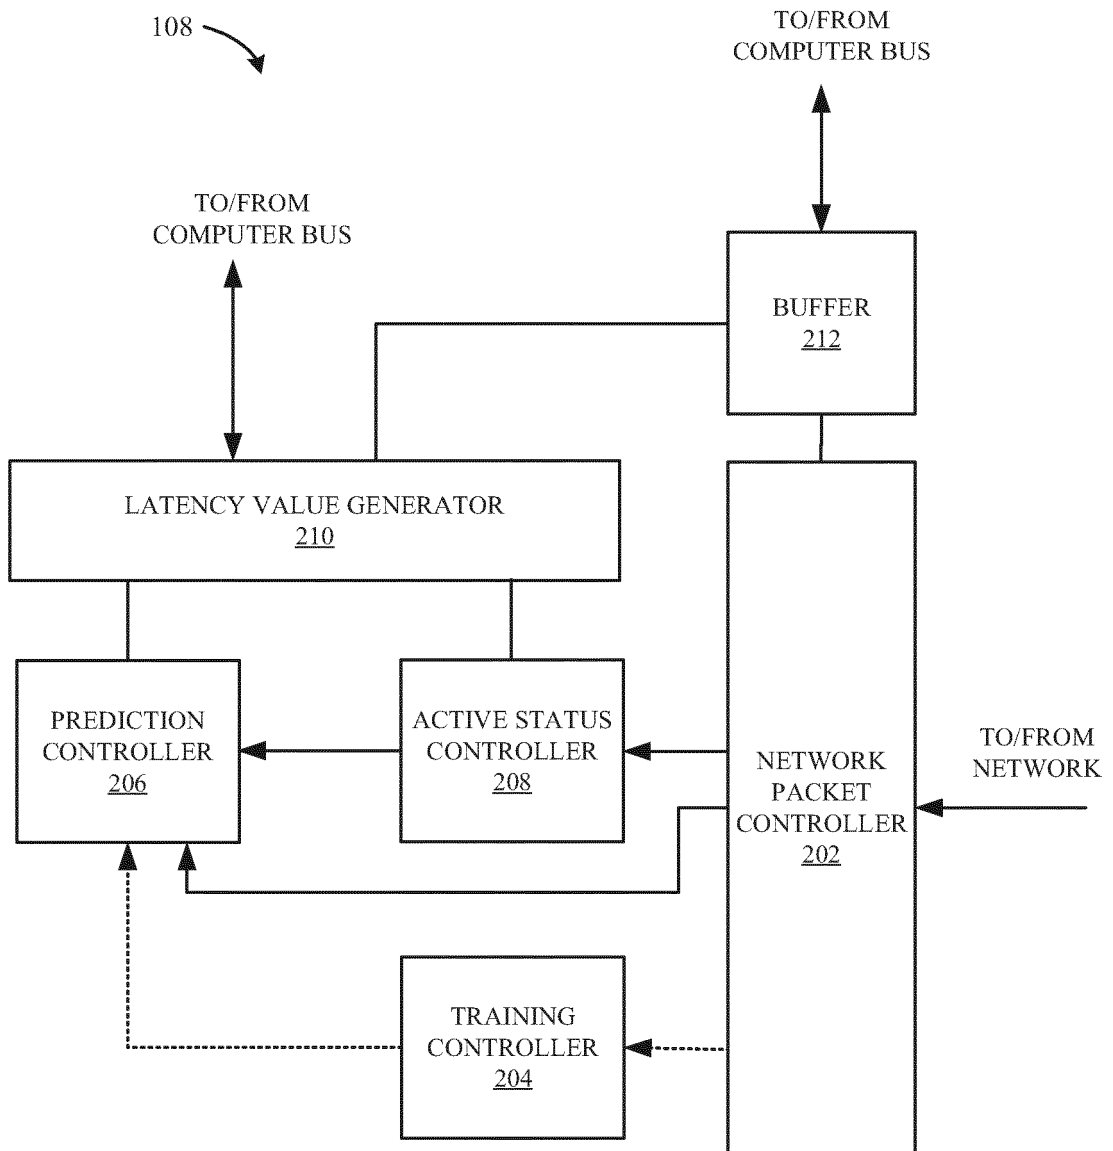 108
TO/FROM
COMPUTER BUS
TO/FROM
COMPUTER BUS
BUFFER
212
LATENCY VALUE GENERATOR
210
PREDICTION
CONTROLLER
206
ACTIVE STATUS
CONTROLLER
208
NETWORK
PACKET
CONTROLLER
202
TO/FROM
NETWORK
TRAINING
CONTROLLER
204